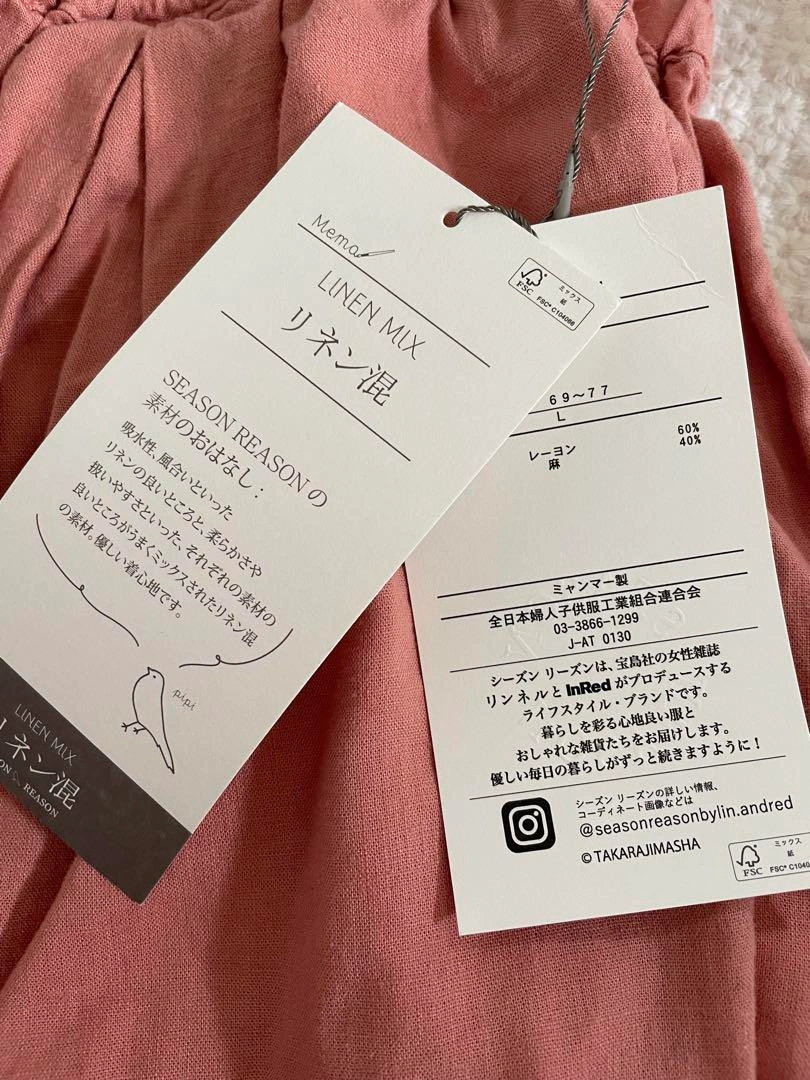 Memo
LINEN MIX
リネン混
SEASON REASON の
素材のおはなし：
吸水性、風合いといった
リネンの良いところと、柔らかさや
扱いやすさといった、それぞれの素材の
良いところがうまくミックスされたリネン混
の素材。優しい着心地です。
pipi
LINEN MIX
リネン混
REASON
FSC
ミックス
紙
FSC® C104088
69〜77
L
レーヨン 60%
麻 40%
ミャンマー製
全日本婦人子供服工業組合連合会
03-3866-1299
J-AT 0130
シーズン リーズンは、宝島社の女性雑誌
リンネルと InRed がプロデュースする
ライフスタイル・ブランドです。
暮らしを彩る心地良い服と
おしゃれな雑貨たちをお届けします。
優しい毎日の暮らしがずっと続きますように！
シーズン リーズンの詳しい情報、
コーディネート画像などは
@seasonreasonbylin.andred
©TAKARAJIMASHA
FSC
ミックス
紙
FSC® C104